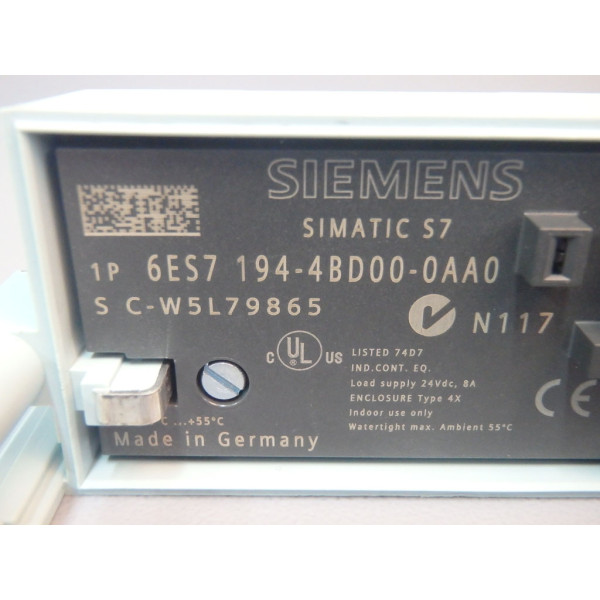 SIEMENS
SIMATIC S7
1P 6ES7 194-4BD00-0AA0
S C-W5L79865
N117
C UL US
LISTED 74D7
IND.CONT. EQ.
Load supply 24Vdc, 8A
ENCLOSURE Type 4X
Indoor use only
Watertight max. Ambient 55°C
CE
°C ...+55°C
Made in Germany